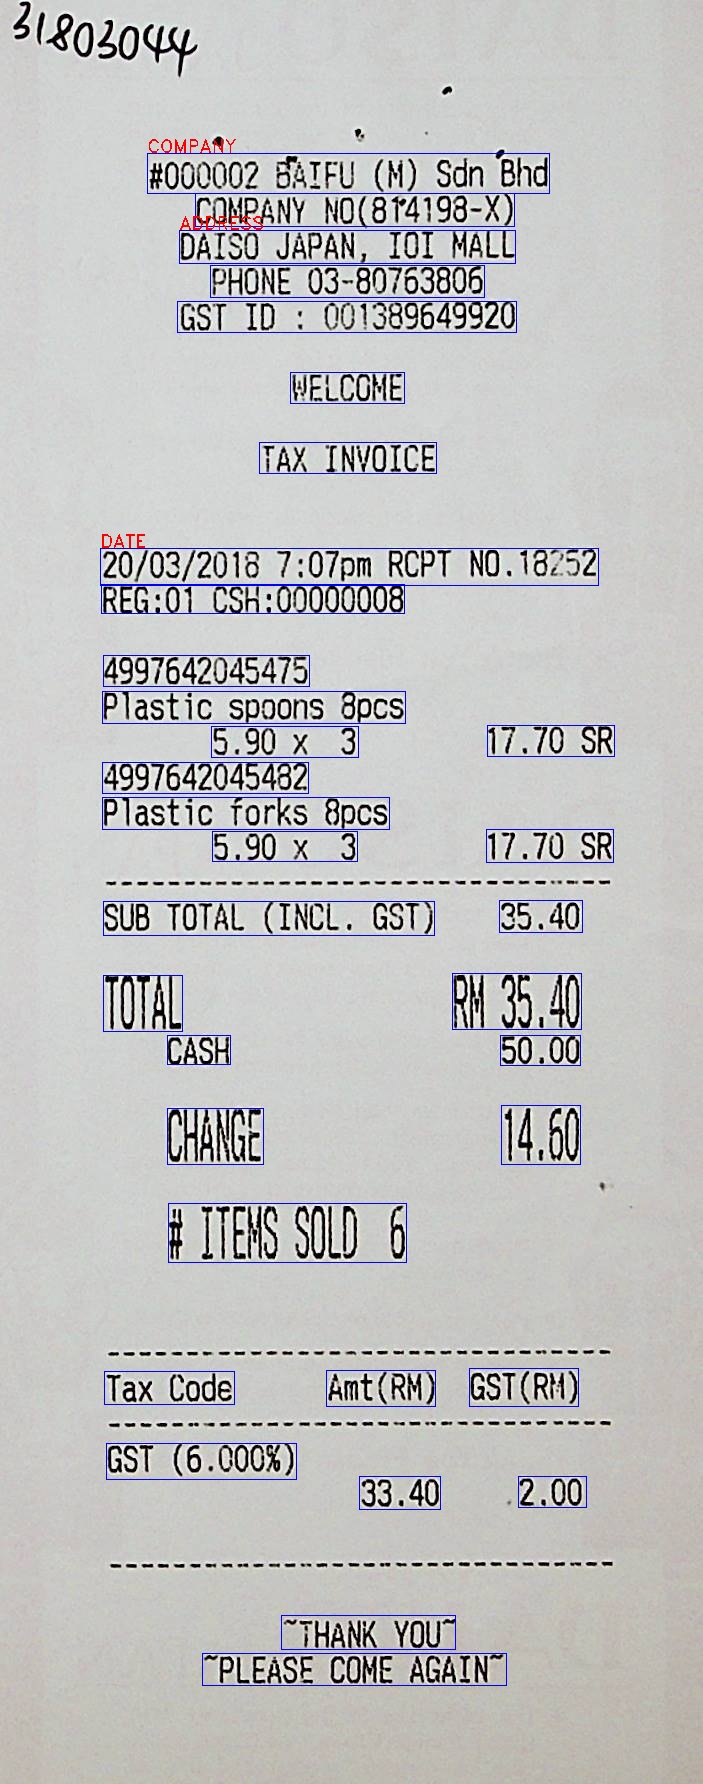 31803044
COMPANY
#000002 BAIFU (M) Sdn Bhd
COMPANY NO(814198-X)
ADDRESS
DAISO JAPAN, IOI MALL
PHONE 03-80763806
GST ID : 001389649920
WELCOME
TAX INVOICE
DATE
20/03/2018 7:07pm RCPT NO.18252
REG:01 CSH:00000008
4997642045475
Plastic spoons 8pcs
5.90 x 3 17.70 SR
4997642045482
Plastic forks 8pcs
5.90 x 3 17.70 SR
--------------------------------
SUB TOTAL (INCL. GST) 35.40
TOTAL RM 35.40
CASH 50.00
CHANGE 14.60
# ITEMS SOLD 6
--------------------------------
Tax Code Amt(RM) GST(RM)
--------------------------------
GST (6.000%)
33.40 2.00
--------------------------------
~THANK YOU~
~PLEASE COME AGAIN~